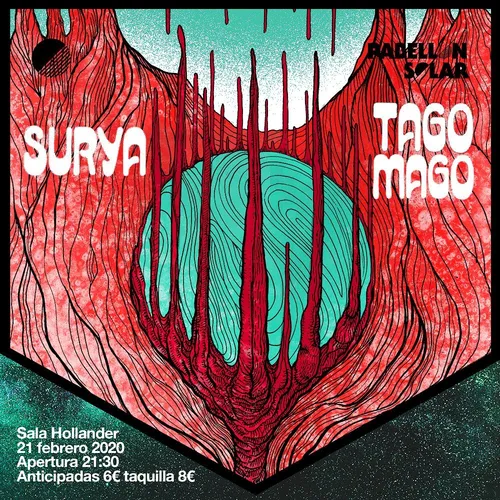 PABELLÓN
SOLAR
SURYA
TAGO
MAGO
Sala Hollander
21 febrero 2020
Apertura 21:30
Anticipadas 6€ taquilla 8€